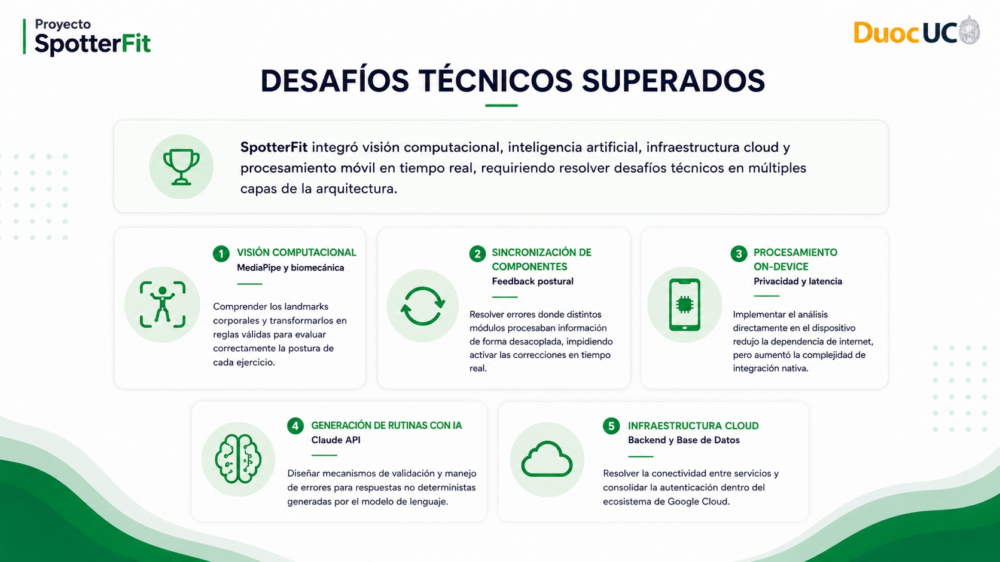 Proyecto
SpotterFit
Duoc UC
DESAFÍOS TÉCNICOS SUPERADOS
SpotterFit integró visión computacional, inteligencia artificial, infraestructura cloud y
procesamiento móvil en tiempo real, requiriendo resolver desafíos técnicos en múltiples
capas de la arquitectura.
1 VISIÓN COMPUTACIONAL
MediaPipe y biomecánica
Comprender los landmarks
corporales y transformarlos en
reglas válidas para evaluar
correctamente la postura de
cada ejercicio.
2 SINCRONIZACIÓN DE
COMPONENTES
Feedback postural
Resolver errores donde distintos
módulos procesaban información
de forma desacoplada, impidiendo
activar las correcciones en tiempo
real.
3 PROCESAMIENTO
ON-DEVICE
Privacidad y latencia
Implementar el análisis
directamente en el dispositivo
redujo la dependencia de internet,
pero aumentó la complejidad de
integración nativa.
4 GENERACIÓN DE RUTINAS CON IA
Claude API
Diseñar mecanismos de validación y manejo
de errores para respuestas no deterministas
generadas por el modelo de lenguaje.
5 INFRAESTRUCTURA CLOUD
Backend y Base de Datos
Resolver la conectividad entre servicios y
consolidar la autenticación dentro del
ecosistema de Google Cloud.